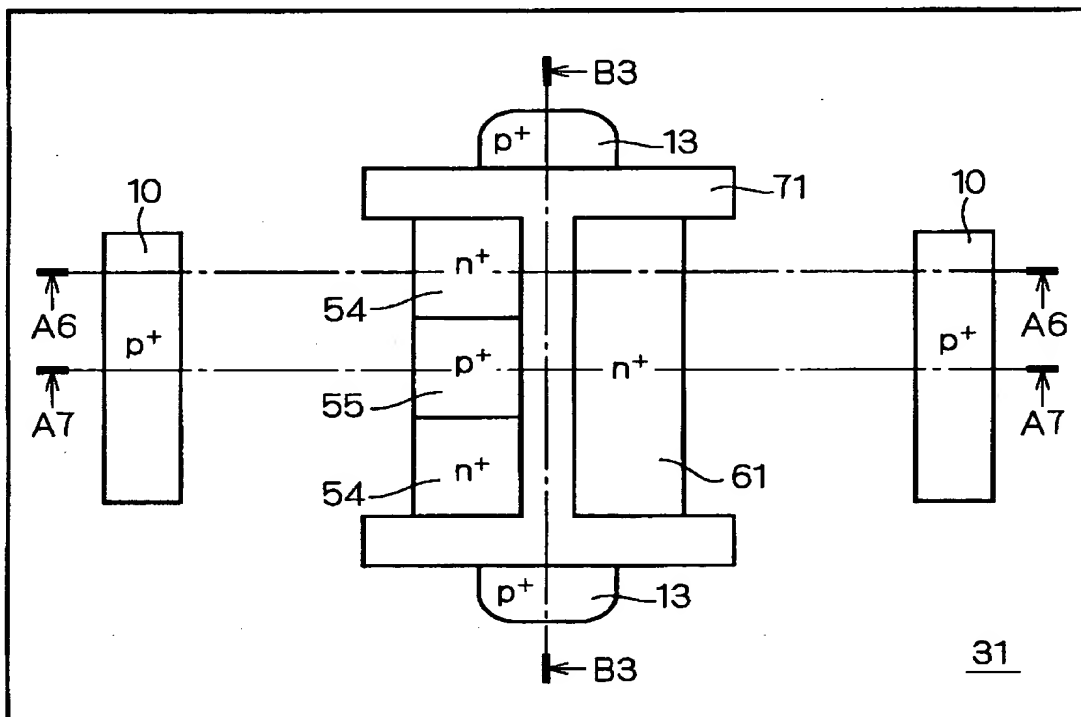 B3
p+ 13
71
10 10
n+
54
A6 A6
p+ p+ n+ p+
55
A7 A7
n+
54 61
p+ 13
B3
31